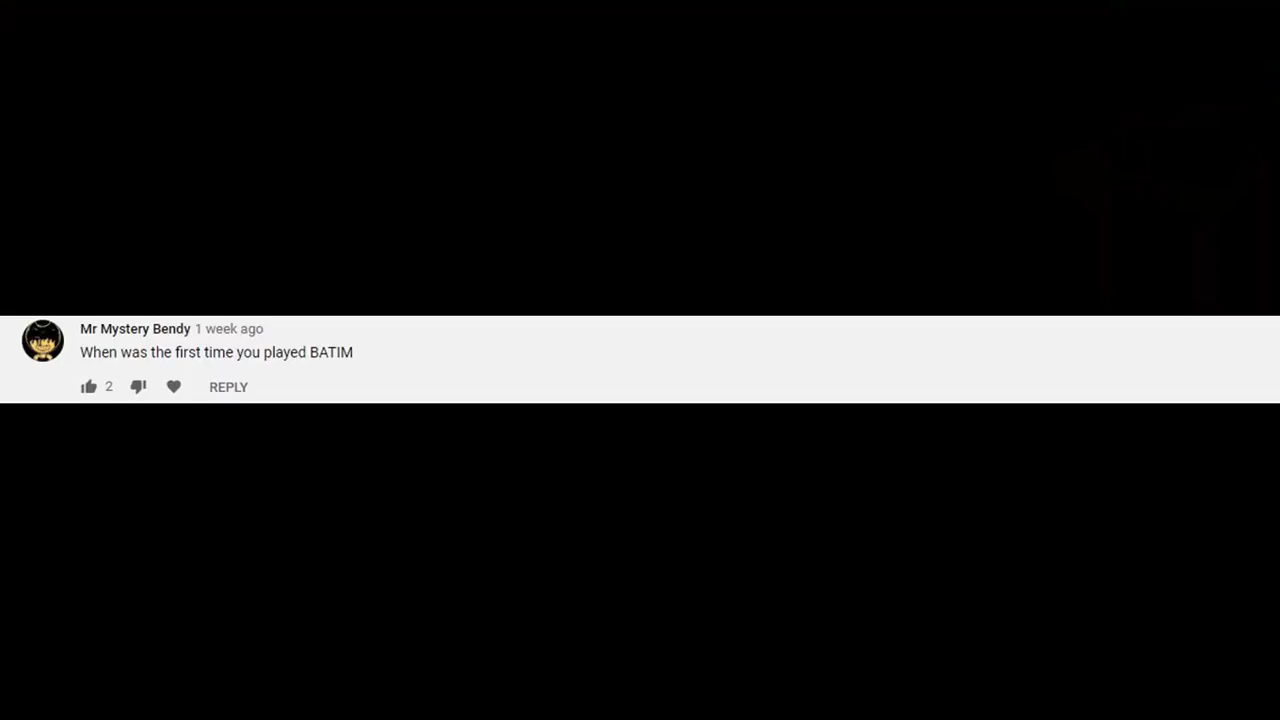 Mr Mystery Bendy 1 week ago
When was the first time you played BATIM
2 REPLY